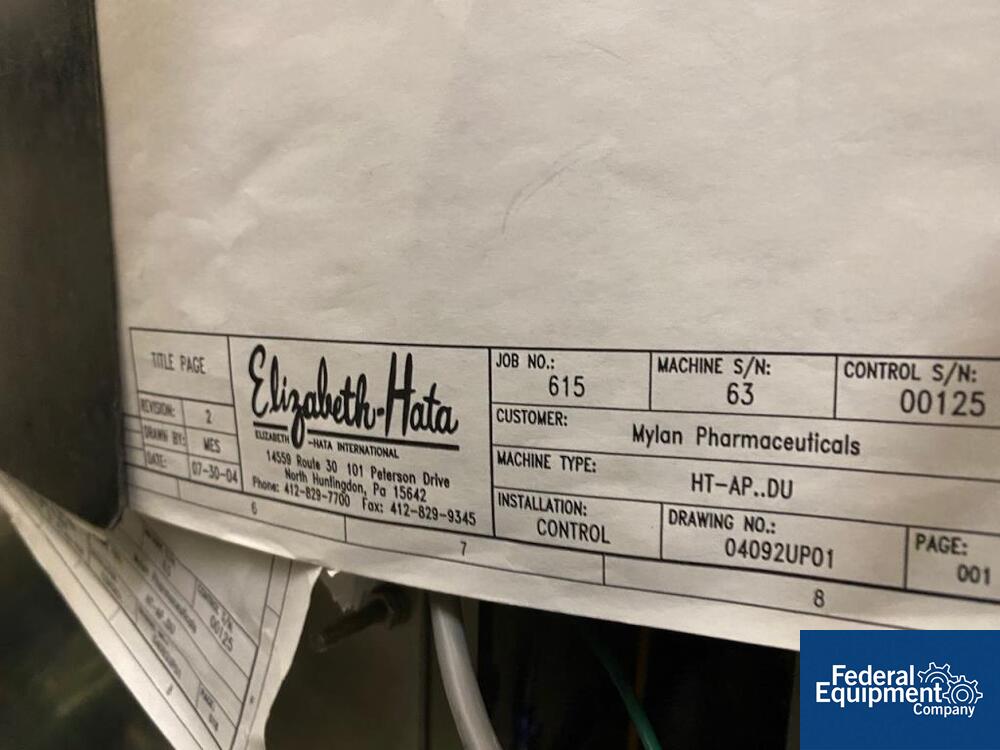 TITLE PAGE
REVISION: 2
DRAWN BY: MES
DATE: 07-30-04
Elizabeth-Hata
ELIZABETH-HATA INTERNATIONAL
14559 Route 30 101 Peterson Drive
North Huntingdon, Pa 15642
Phone: 412-829-7700 Fax: 412-829-9345
JOB NO.:
615
MACHINE S/N:
63
CONTROL S/N:
00125
CUSTOMER:
Mylan Pharmaceuticals
MACHINE TYPE:
HT-AP..DU
INSTALLATION:
CONTROL
DRAWING NO.:
04092UP01
PAGE:
001
6
7
8
CONTROL S/N
00125
Federal
Equipment
Company